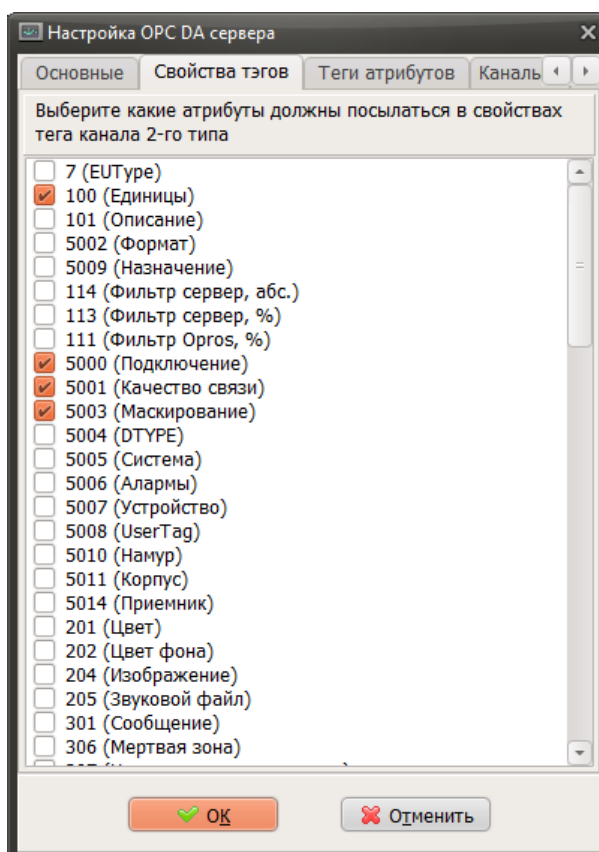 Настройка OPC DA сервера
Основные Свойства тэгов Теги атрибутов Каналь
Выберите какие атрибуты должны посылаться в свойствах
тега канала 2-го типа
7 (EUType)
100 (Единицы)
101 (Описание)
5002 (Формат)
5009 (Назначение)
114 (Фильтр сервер, абс.)
113 (Фильтр сервер, %)
111 (Фильтр Opros, %)
5000 (Подключение)
5001 (Качество связи)
5003 (Маскирование)
5004 (DTYPE)
5005 (Система)
5006 (Алармы)
5007 (Устройство)
5008 (UserTag)
5010 (Намур)
5011 (Корпус)
5014 (Приемник)
201 (Цвет)
202 (Цвет фона)
204 (Изображение)
205 (Звуковой файл)
301 (Сообщение)
306 (Мертвая зона)
OK Отменить